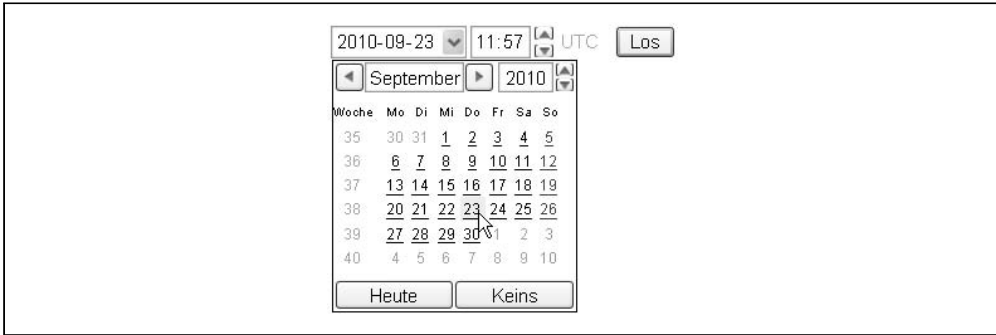 2010-09-23 11:57 UTC Los
September 2010
Woche Mo Di Mi Do Fr Sa So
35 30 31 1 2 3 4 5
36 6 7 8 9 10 11 12
37 13 14 15 16 17 18 19
38 20 21 22 23 24 25 26
39 27 28 29 30 1 2 3
40 4 5 6 7 8 9 10
Heute Keins